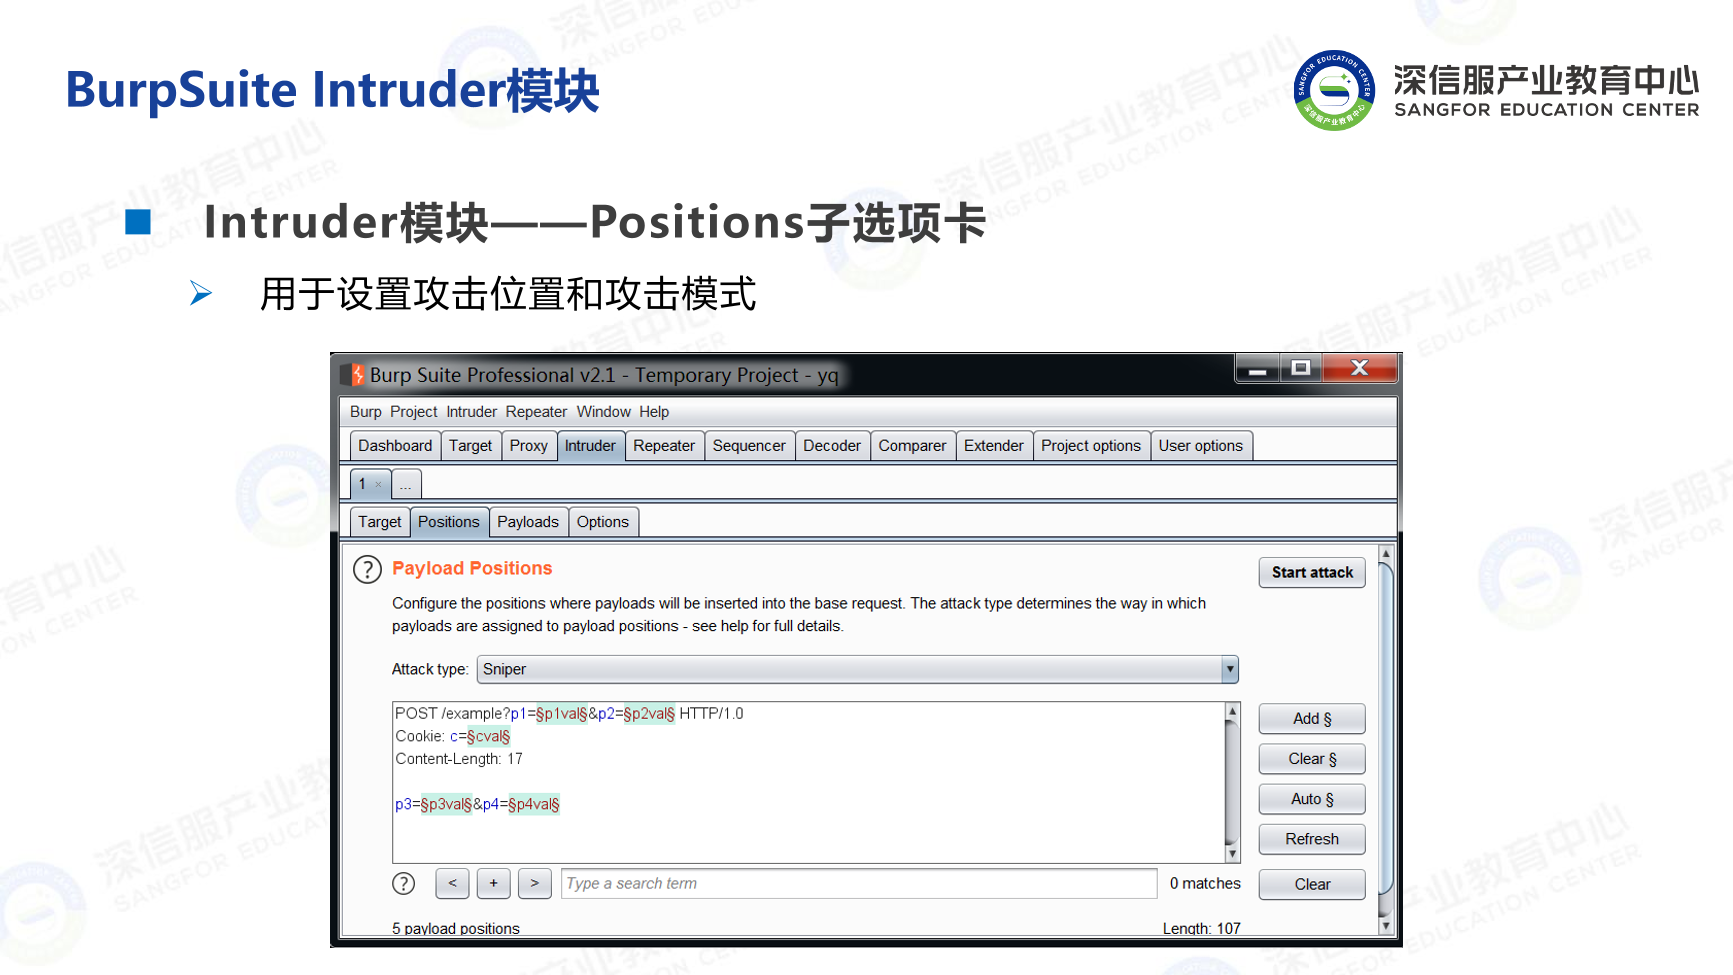 BurpSuite Intruder模块
深信服产业教育中心
SANGFOR EDUCATION CENTER
Intruder模块——Positions子选项卡
用于设置攻击位置和攻击模式
Burp Suite Professional v2.1 - Temporary Project - yq
Burp Project Intruder Repeater Window Help
Dashboard Target Proxy Intruder Repeater Sequencer Decoder Comparer Extender Project options User options
1 × ...
Target Positions Payloads Options
? Payload Positions
Start attack
Configure the positions where payloads will be inserted into the base request. The attack type determines the way in which
payloads are assigned to payload positions - see help for full details.
Attack type: Sniper
POST /example?p1=§p1val§&p2=§p2val§ HTTP/1.0
Cookie: c=§cval§
Content-Length: 17
p3=§p3val§&p4=§p4val§
Add §
Clear §
Auto §
Refresh
? < + > Type a search term 0 matches Clear
5 payload positions Length: 107